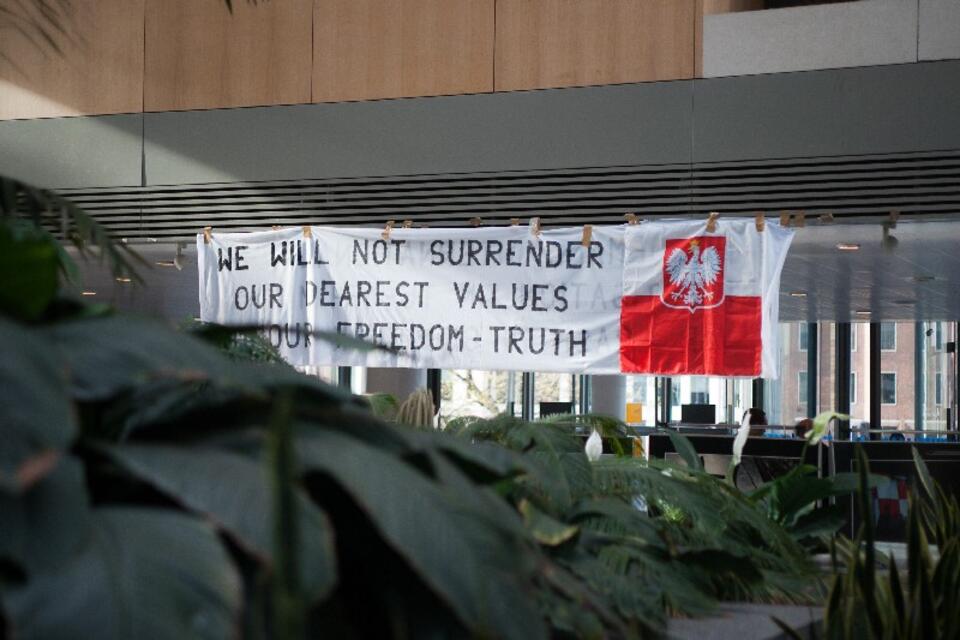 WE WILL NOT SURRENDER
OUR DEAREST VALUES
OUR FREEDOM - TRUTH